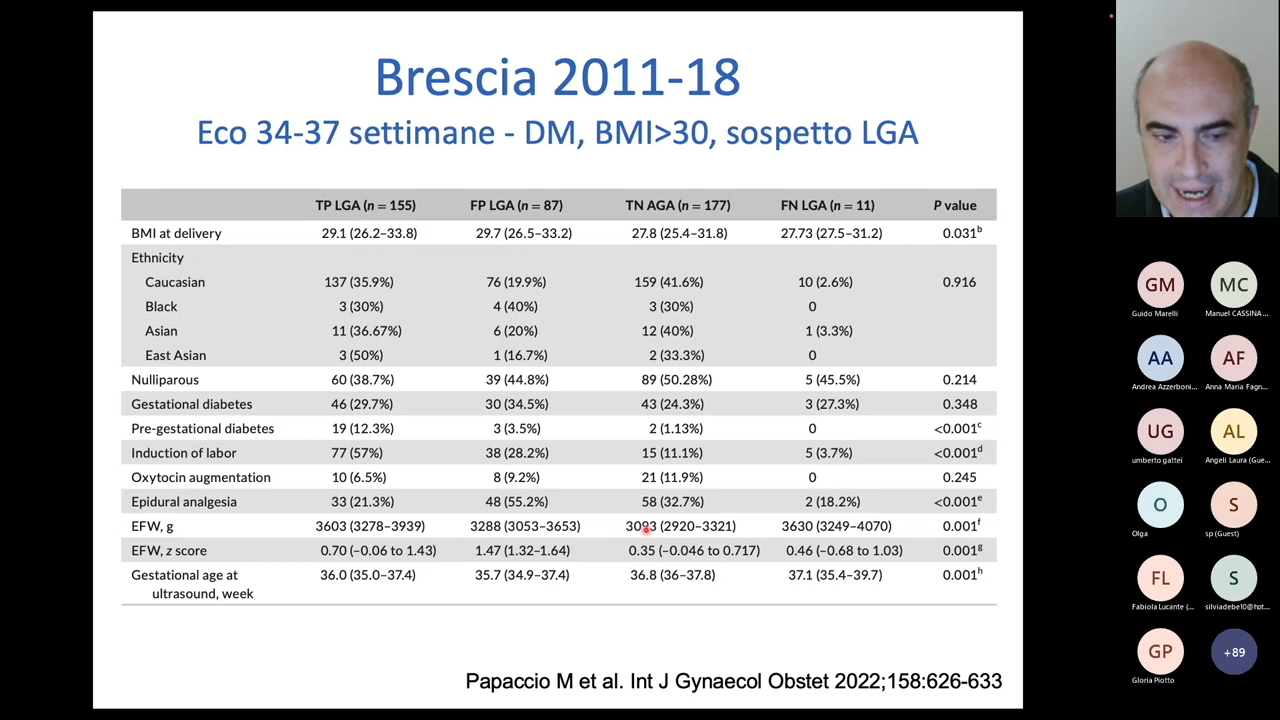 Brescia 2011-18
Eco 34-37 settimane - DM, BMI>30, sospetto LGA
TP LGA (n = 155) FP LGA (n = 87) TN AGA (n = 177) FN LGA (n = 11) P value
BMI at delivery 29.1 (26.2–33.8) 29.7 (26.5–33.2) 27.8 (25.4–31.8) 27.73 (27.5–31.2) 0.031b
Ethnicity
Caucasian 137 (35.9%) 76 (19.9%) 159 (41.6%) 10 (2.6%) 0.916
Black 3 (30%) 4 (40%) 3 (30%) 0
Asian 11 (36.67%) 6 (20%) 12 (40%) 1 (3.3%)
East Asian 3 (50%) 1 (16.7%) 2 (33.3%) 0
Nulliparous 60 (38.7%) 39 (44.8%) 89 (50.28%) 5 (45.5%) 0.214
Gestational diabetes 46 (29.7%) 30 (34.5%) 43 (24.3%) 3 (27.3%) 0.348
Pre-gestational diabetes 19 (12.3%) 3 (3.5%) 2 (1.13%) 0 <0.001c
Induction of labor 77 (57%) 38 (28.2%) 15 (11.1%) 5 (3.7%) <0.001d
Oxytocin augmentation 10 (6.5%) 8 (9.2%) 21 (11.9%) 0 0.245
Epidural analgesia 33 (21.3%) 48 (55.2%) 58 (32.7%) 2 (18.2%) <0.001e
EFW, g 3603 (3278–3939) 3288 (3053–3653) (2920–3321) 3630 (3249–4070) 0.001f
EFW, z score 0.70 (−0.06 to 1.43) 1.47 (1.32–1.64) 0.35 (−0.046 to 0.717) 0.46 (−0.68 to 1.03) 0.001g
Gestational age at 36.0 (35.0–37.4) 35.7 (34.9–37.4) 36.8 (36–37.8) 37.1 (35.4–39.7) 0.001h
ultrasound, week
Papaccio M et al. Int J Gynaecol Obstet 2022;158:626-633
GM MC
Guido Marelli Manuel CASSINA ...
AA AF
Andrea Azzerboni... Anna Maria Fagn...
UG AL
umberto gattei Angeli Laura (Gue...
O S
Olga sp (Guest)
FL S
Fabiola Lucante (... silviadebe10@hot...
GP +89
Gloria Piotto